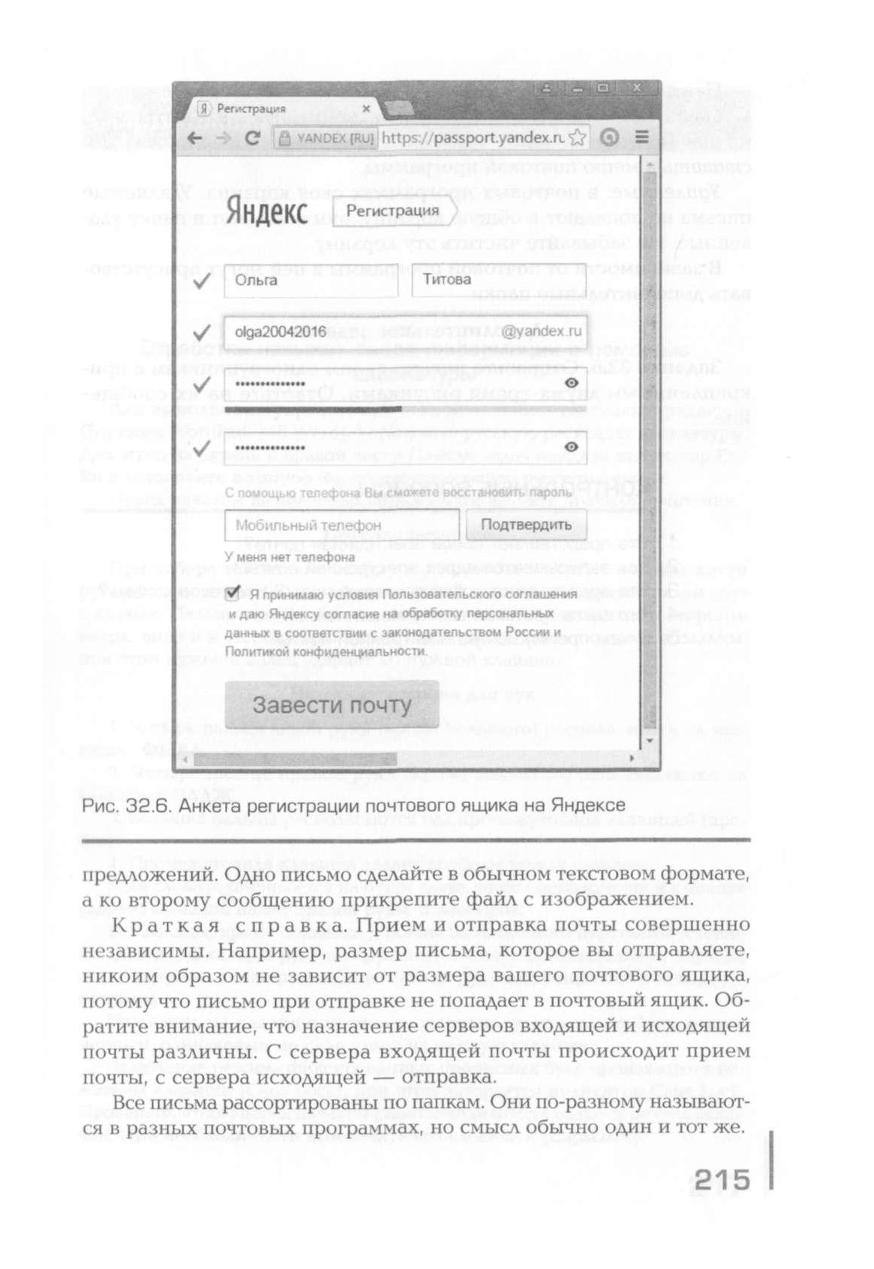 Я Регистрация ×
YANDEX [RU] https://passport.yandex.ru
Яндекс Регистрация
Ольга Титова
olga20042016 @yandex.ru
••••••••••••••
••••••••••••••
С помощью телефона Вы сможете восстановить пароль
Мобильный телефон Подтвердить
У меня нет телефона
Я принимаю условия Пользовательского соглашения
и даю Яндексу согласие на обработку персональных
данных в соответствии с законодательством России и
Политикой конфиденциальности.
Завести почту
Рис. 32.6. Анкета регистрации почтового ящика на Яндексе
предложений. Одно письмо сделайте в обычном текстовом формате,
а ко второму сообщению прикрепите файл с изображением.
Краткая справка. Прием и отправка почты совершенно
независимы. Например, размер письма, которое вы отправляете,
никоим образом не зависит от размера вашего почтового ящика,
потому что письмо при отправке не попадает в почтовый ящик. Об-
ратите внимание, что назначение серверов входящей и исходящей
почты различны. С сервера входящей почты происходит прием
почты, с сервера исходящей — отправка.
Все письма рассортированы по папкам. Они по-разному называют-
ся в разных почтовых программах, но смысл обычно один и тот же.
215